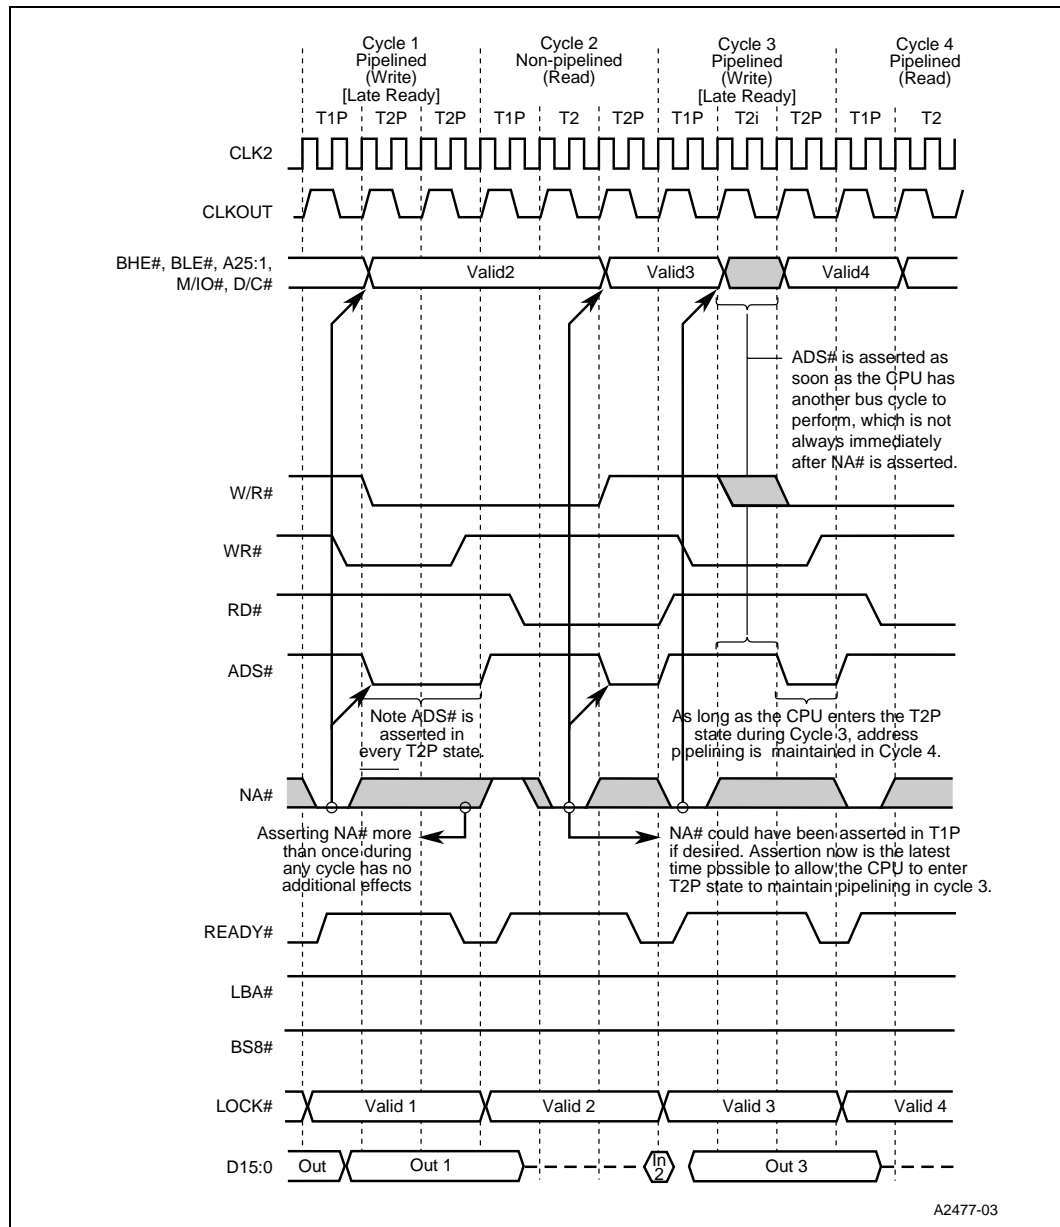 Cycle 1
Pipelined
(Write)
[Late Ready]
Cycle 2
Non-pipelined
(Read)
Cycle 3
Pipelined
(Write)
[Late Ready]
Cycle 4
Pipelined
(Read)
T1P T2P T2P T1P T2 T2P T1P T2i T2P T1P T2
CLK2
CLKOUT
BHE#, BLE#, A25:1,
M/IO#, D/C#
Valid2 Valid3 Valid4
ADS# is asserted as
soon as the CPU has
another bus cycle to
perform, which is not
always immediately
after NA# is asserted.
W/R#
WR#
RD#
ADS#
Note ADS# is
asserted in
every T2P state.
As long as the CPU enters the T2P
state during Cycle 3, address
pipelining is maintained in Cycle 4.
NA#
Asserting NA# more
than once during
any cycle has no
additional effects
NA# could have been asserted in T1P
if desired. Assertion now is the latest
time possible to allow the CPU to enter
T2P state to maintain pipelining in cycle 3.
READY#
LBA#
BS8#
LOCK# Valid 1 Valid 2 Valid 3 Valid 4
D15:0 Out Out 1 In 2 Out 3
A2477-03